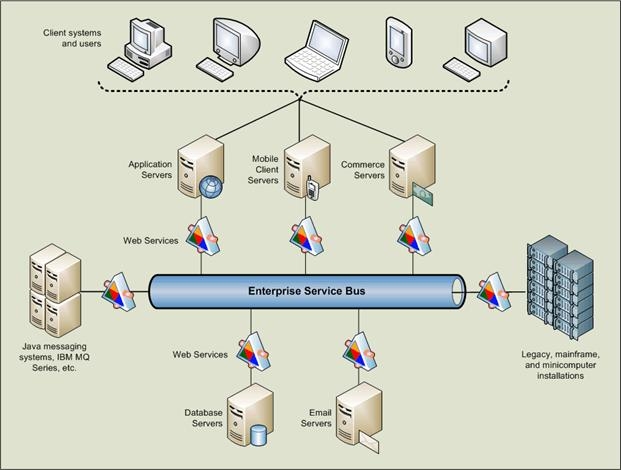 Client systems
and users
Application
Servers
Mobile
Client
Servers
Commerce
Servers
Web Services
Enterprise Service Bus
Java messaging
systems, IBM MQ
Series, etc.
Web Services
Legacy, mainframe,
and minicomputer
installations
Database
Servers
Email
Servers